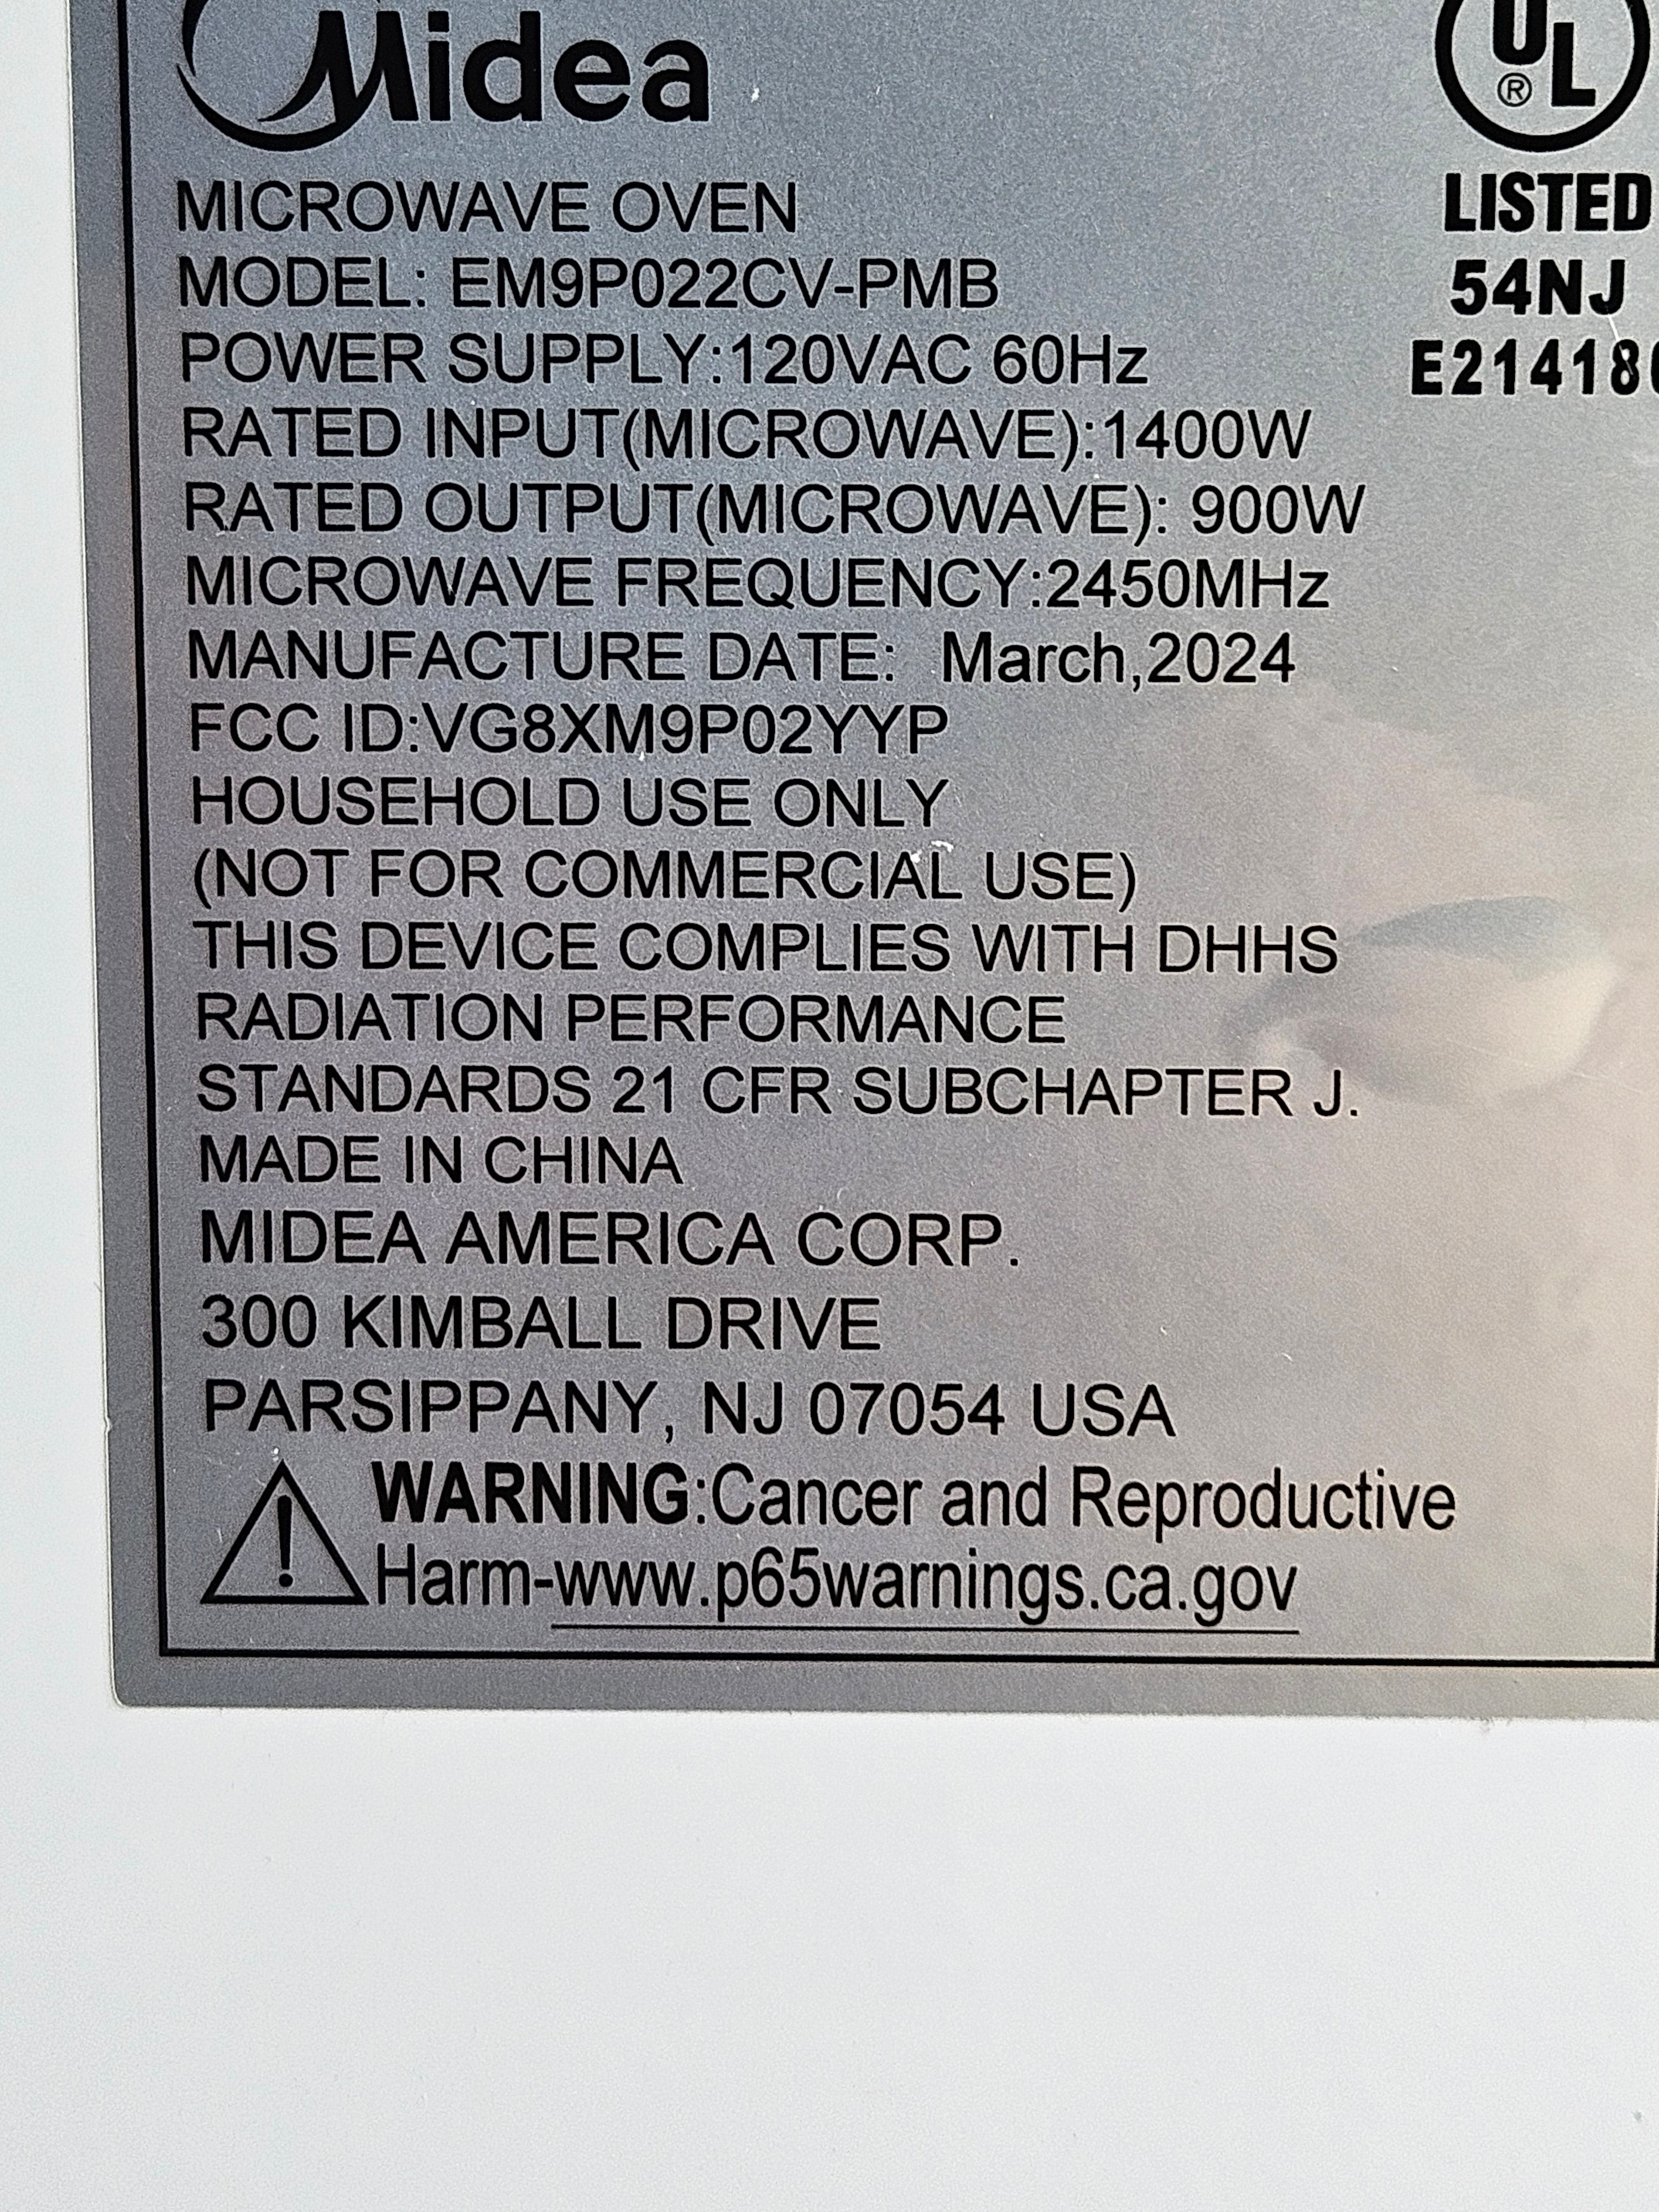 Midea
UL
®
LISTED
54NJ
MICROWAVE OVEN
MODEL: EM9P022CV-PMB
POWER SUPPLY:120VAC 60Hz
RATED INPUT(MICROWAVE):1400W
RATED OUTPUT(MICROWAVE): 900W
MICROWAVE FREQUENCY:2450MHz
MANUFACTURE DATE: March,2024
FCC ID:VG8XM9P02YYP
HOUSEHOLD USE ONLY
(NOT FOR COMMERCIAL USE)
THIS DEVICE COMPLIES WITH DHHS
RADIATION PERFORMANCE
STANDARDS 21 CFR SUBCHAPTER J.
MADE IN CHINA
MIDEA AMERICA CORP.
300 KIMBALL DRIVE
PARSIPPANY, NJ 07054 USA
WARNING:Cancer and Reproductive
Harm-www.p65warnings.ca.gov